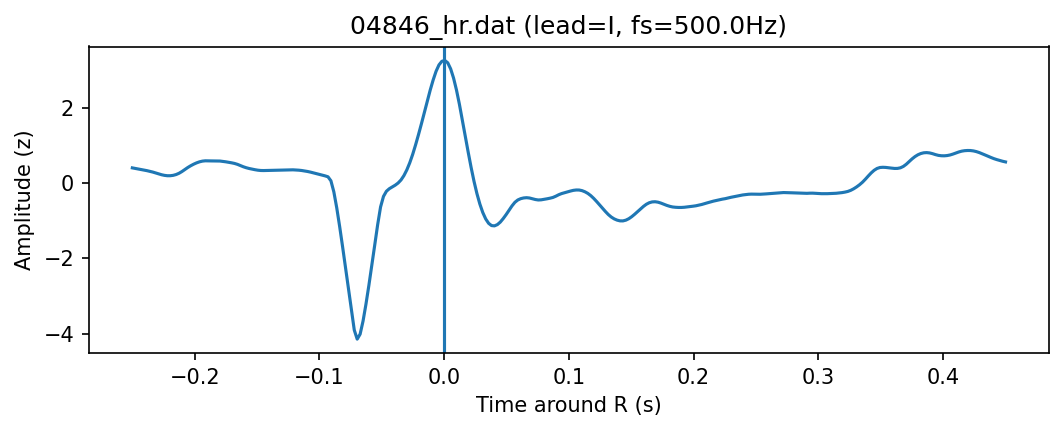 04846_hr.dat (lead=I, fs=500.0Hz)
Amplitude (z)
2
0
−2
−4
−0.2 −0.1 0.0 0.1 0.2 0.3 0.4
Time around R (s)